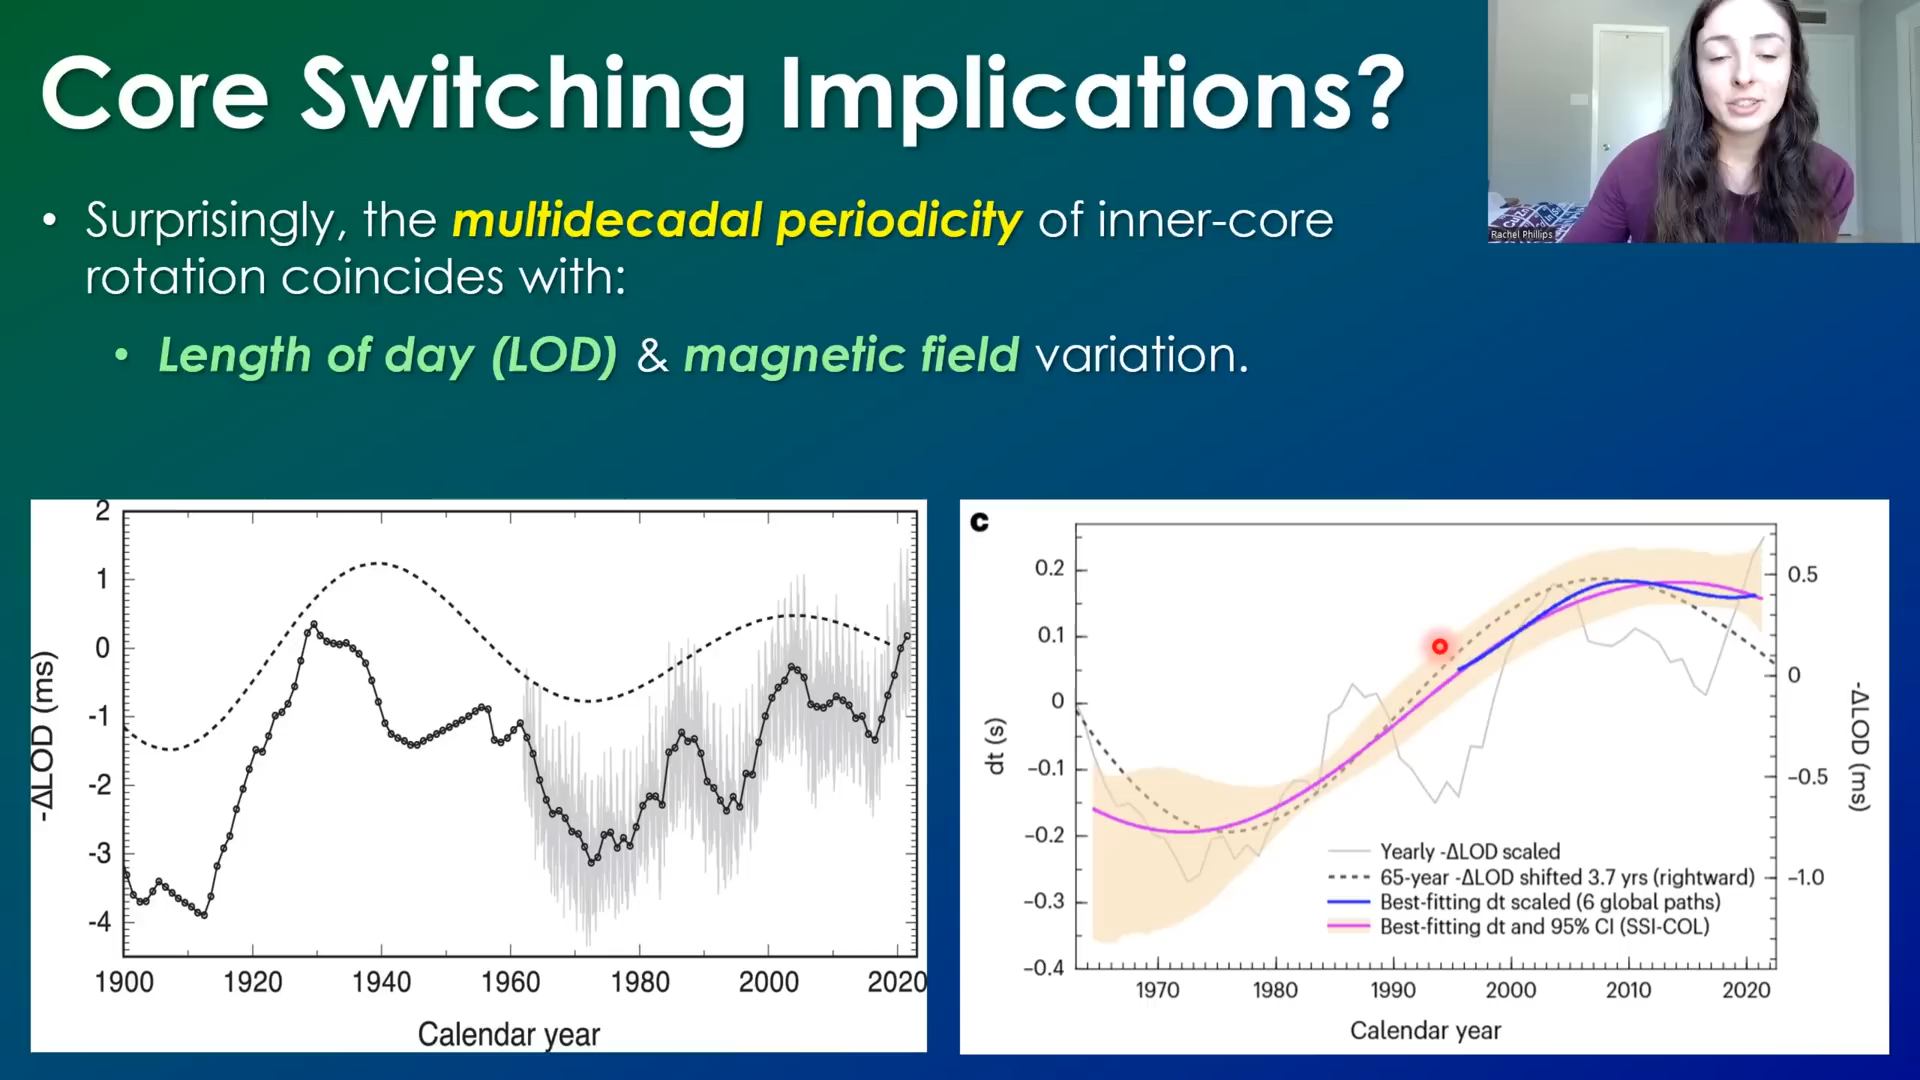 Core Switching Implications?
• Surprisingly, the multidecadal periodicity of inner-core
rotation coincides with:
• Length of day (LOD) & magnetic field variation.
Rachel Phillips
2
1
0
-1
-2
-3
-4
-ΔLOD (ms)
1900 1920 1940 1960 1980 2000 2020
Calendar year
c
0.2
0.1
0
–0.1
–0.2
–0.3
–0.4
dt (s)
0.5
0
–0.5
–1.0
-ΔLOD (ms)
Yearly -ΔLOD scaled
65-year -ΔLOD shifted 3.7 yrs (rightward)
Best-fitting dt scaled (6 global paths)
Best-fitting dt and 95% CI (SSI-COL)
1970 1980 1990 2000 2010 2020
Calendar year